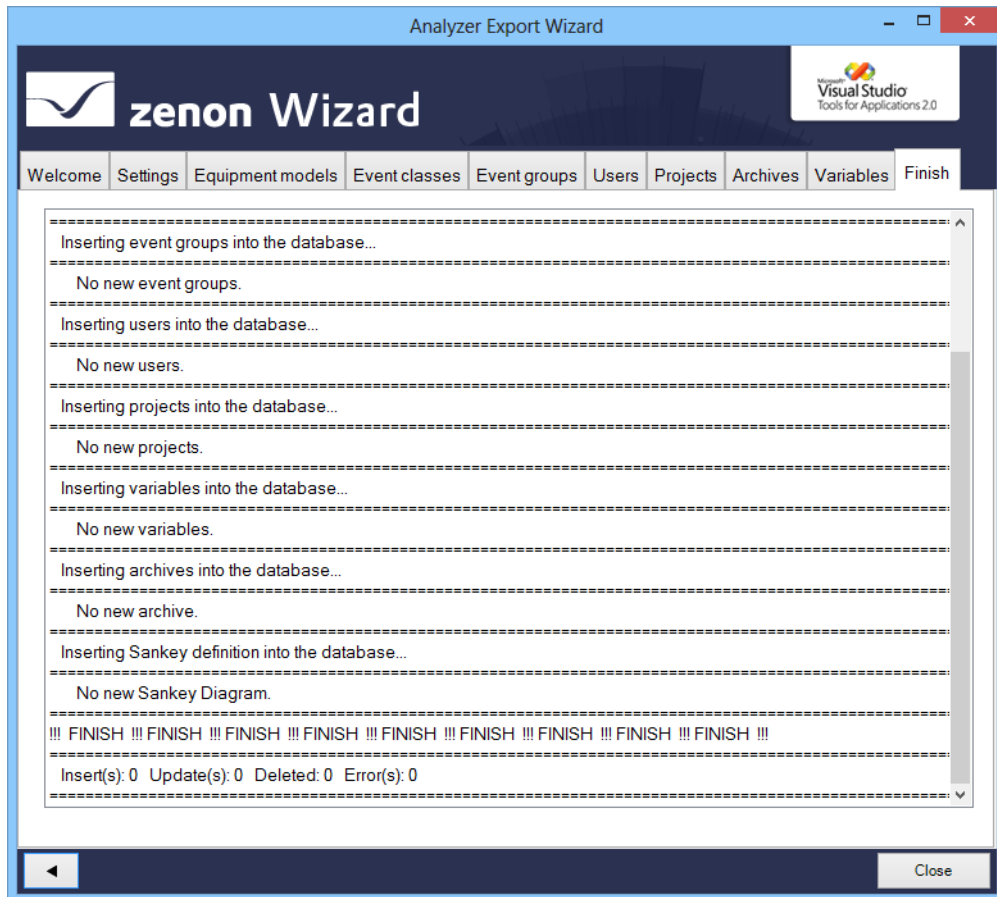 Analyzer Export Wizard
zenon Wizard
Microsoft
Visual Studio
Tools for Applications 2.0
Welcome Settings Equipment models Event classes Event groups Users Projects Archives Variables Finish
==========================================================================================
Inserting event groups into the database...
==========================================================================================
No new event groups.
==========================================================================================
Inserting users into the database...
==========================================================================================
No new users.
==========================================================================================
Inserting projects into the database...
==========================================================================================
No new projects.
==========================================================================================
Inserting variables into the database...
==========================================================================================
No new variables.
==========================================================================================
Inserting archives into the database...
==========================================================================================
No new archive.
==========================================================================================
Inserting Sankey definition into the database...
==========================================================================================
No new Sankey Diagram.
==========================================================================================
!!! FINISH !!! FINISH !!! FINISH !!! FINISH !!! FINISH !!! FINISH !!! FINISH !!! FINISH !!! FINISH !!!
==========================================================================================
Insert(s): 0 Update(s): 0 Deleted: 0 Error(s): 0
==========================================================================================
Close